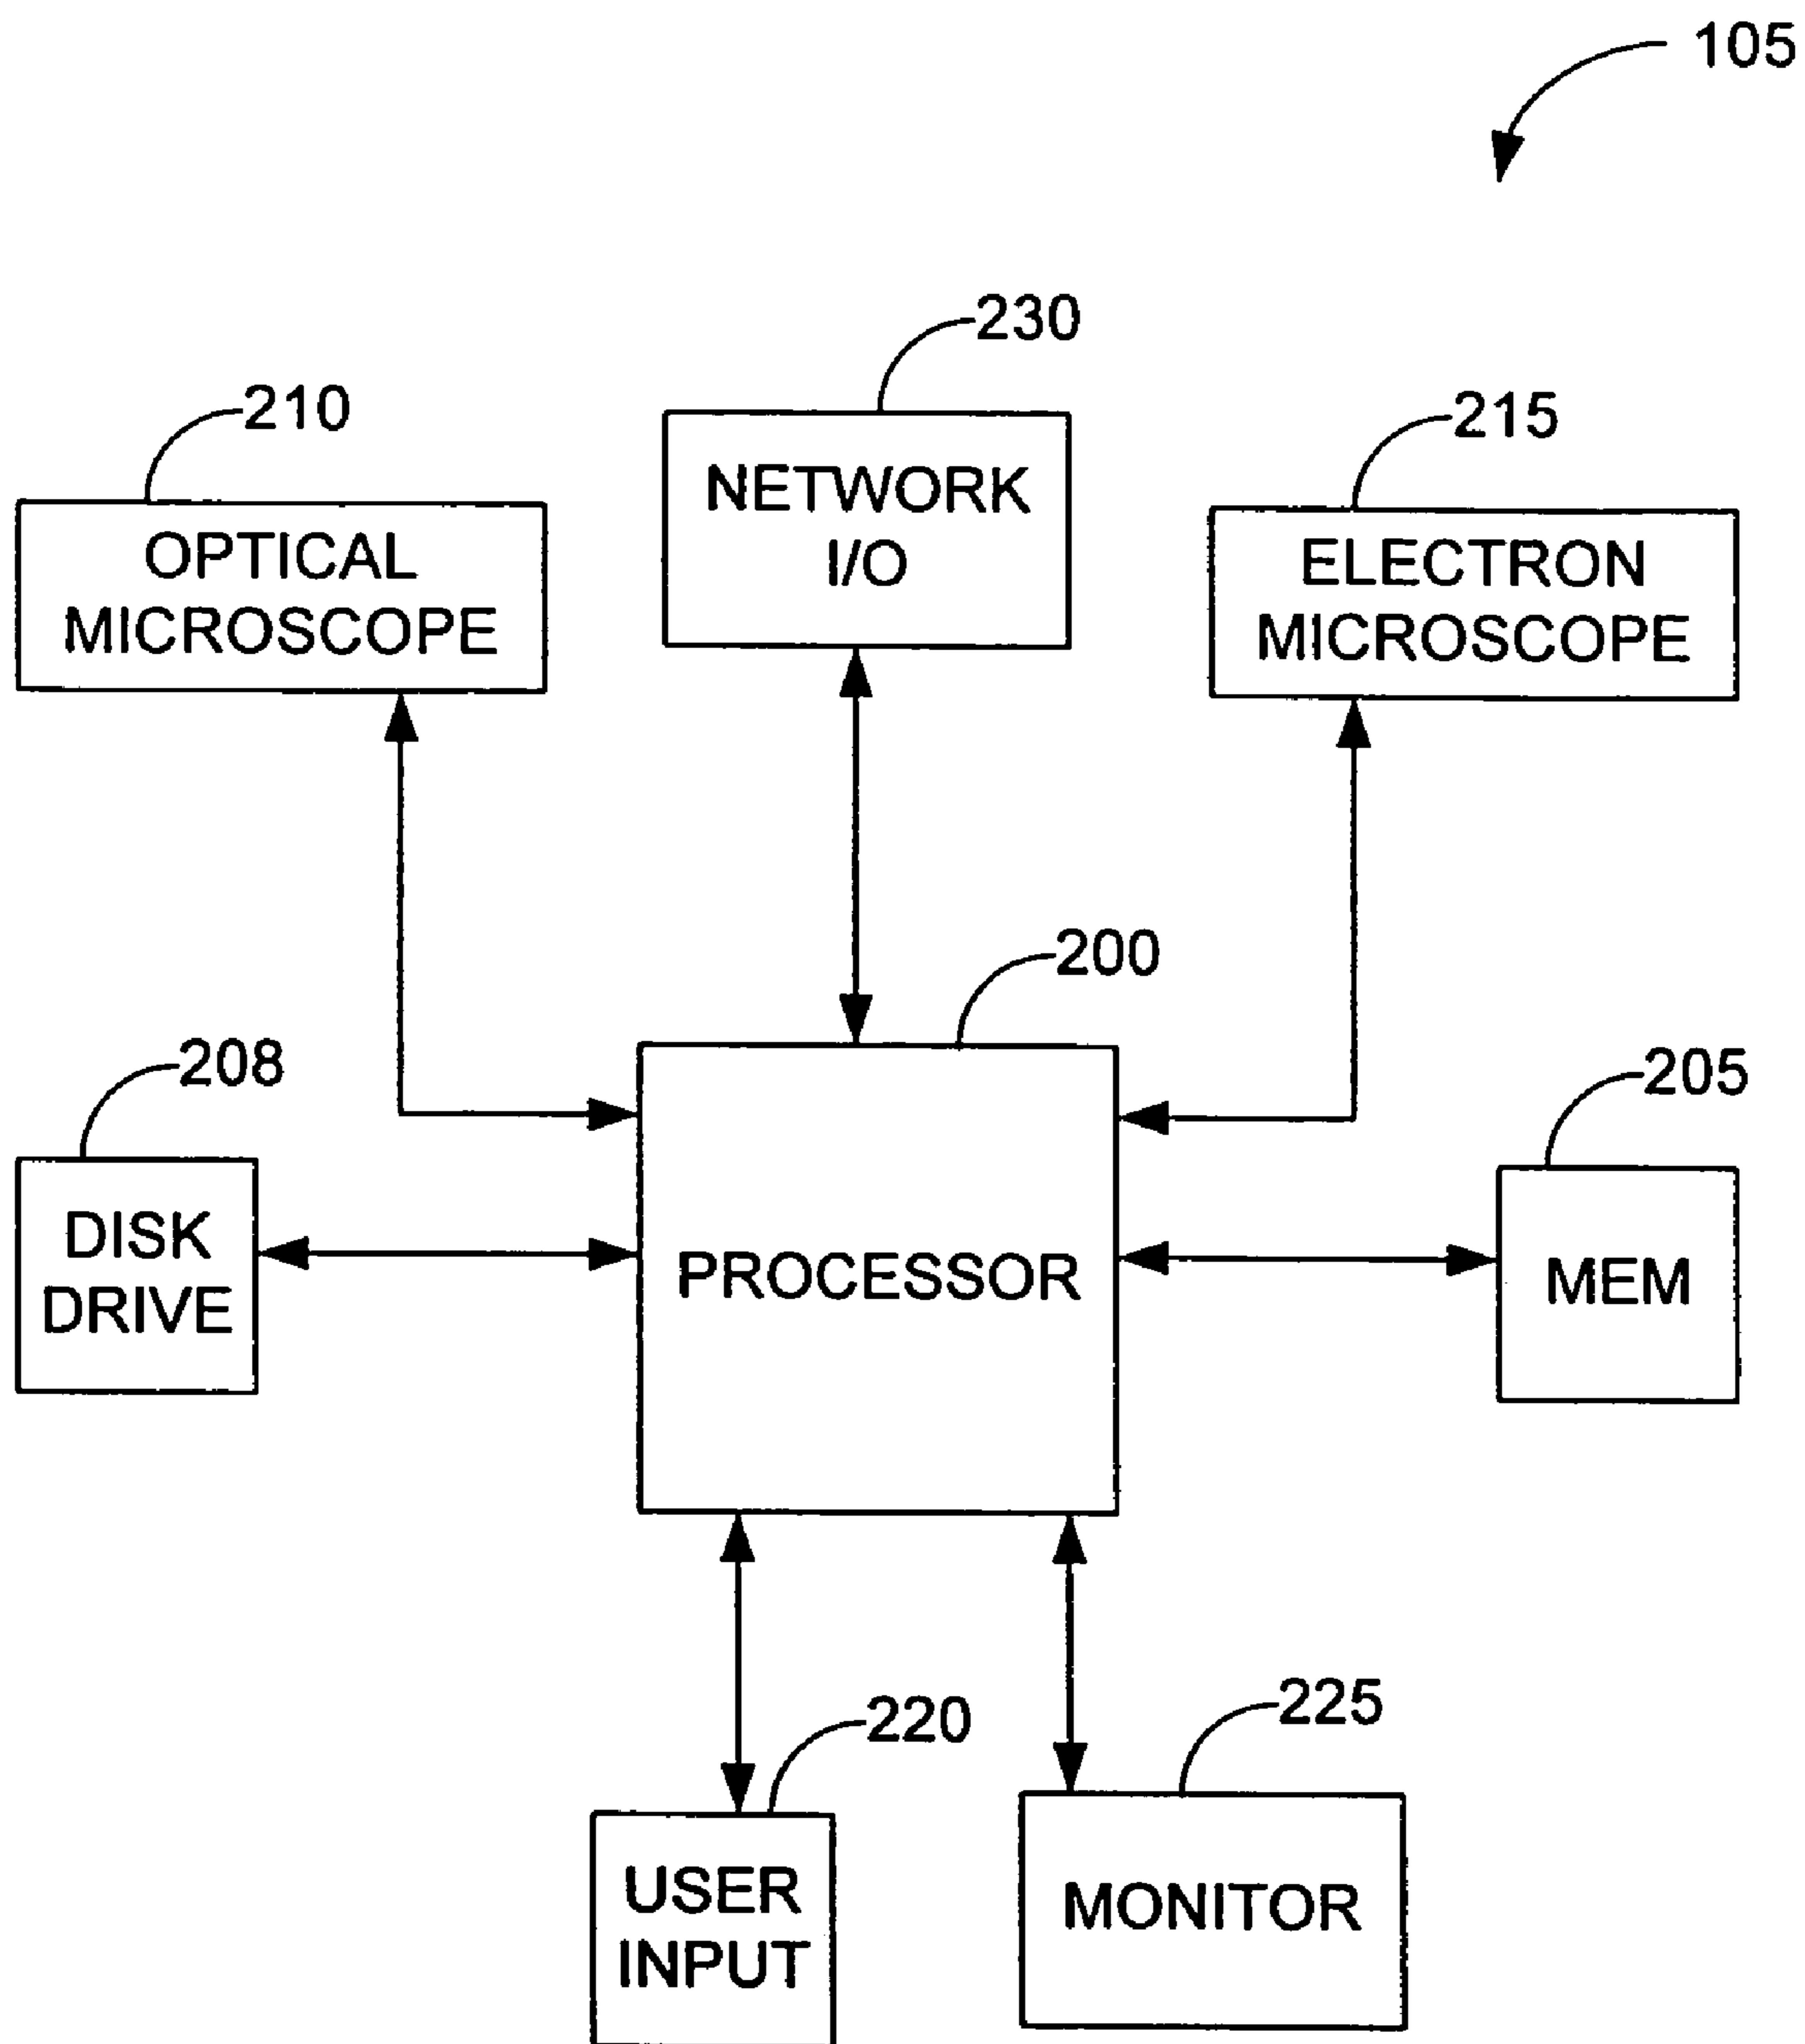 105
230
210
215
NETWORK
I/O
OPTICAL
MICROSCOPE
ELECTRON
MICROSCOPE
200
208
205
DISK
DRIVE
PROCESSOR
MEM
220
225
USER
INPUT
MONITOR